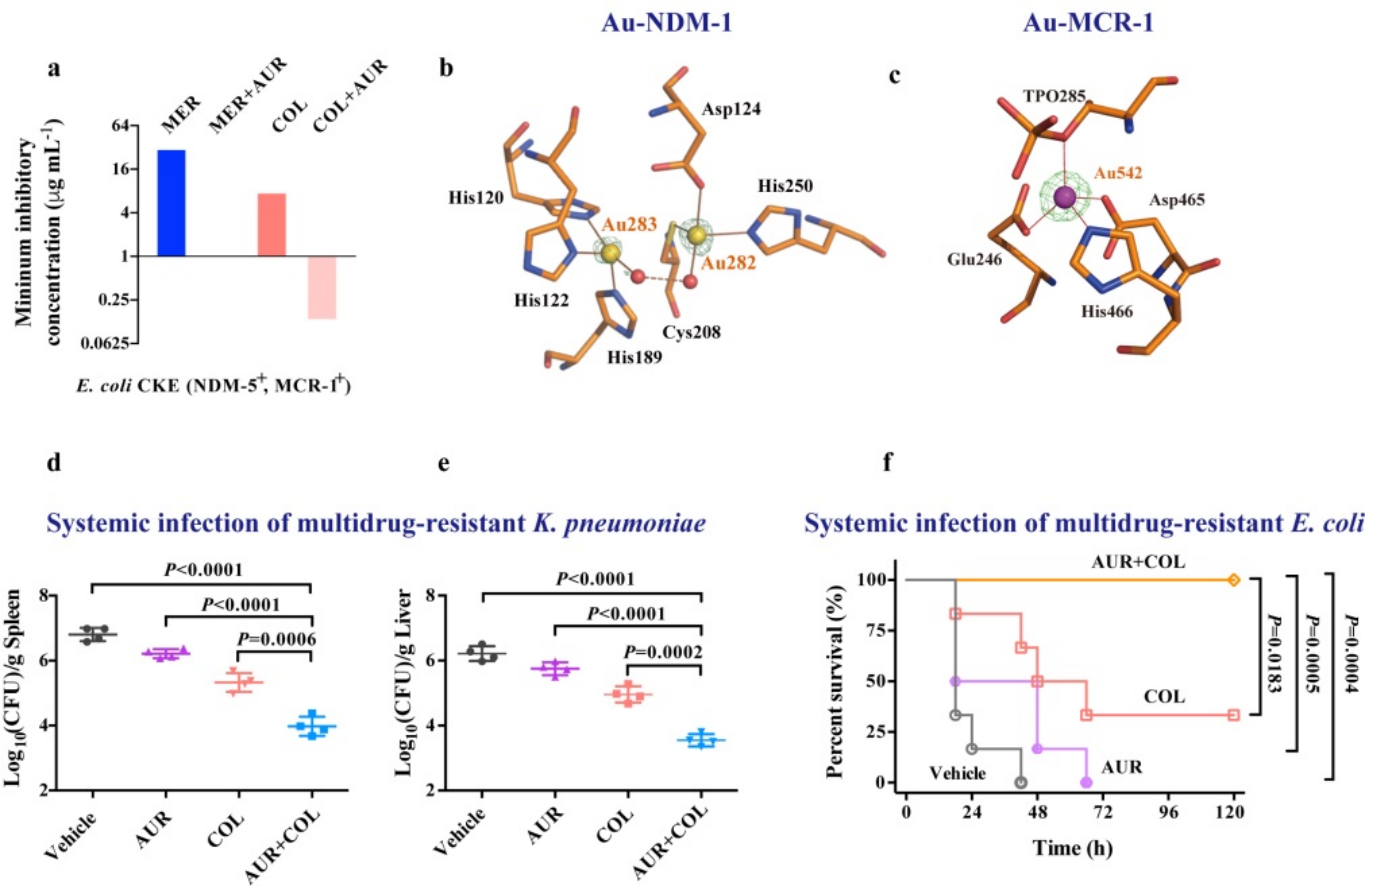 Au-NDM-1
Au-MCR-1
a
MER
MER+AUR
COL
COL+AUR
Mininum inhibitory
concentration (μg mL-1)
64
16
4
1
0.25
0.0625
E. coli CKE (NDM-5+, MCR-1+)
b
Asp124
His120
His250
Au283
Au282
His122
Cys208
His189
c
TPO285
Au542
Asp465
Glu246
His466
d
e
f
Systemic infection of multidrug-resistant K. pneumoniae
Systemic infection of multidrug-resistant E. coli
Log10(CFU)/g Spleen
8
6
4
2
P<0.0001
P<0.0001
P=0.0006
Vehicle
AUR
COL
AUR+COL
Log10(CFU)/g Liver
8
6
4
2
P<0.0001
P<0.0001
P=0.0002
Vehicle
AUR
COL
AUR+COL
Percent survival (%)
100
75
50
25
0
AUR+COL
COL
AUR
Vehicle
P=0.0183
P=0.0005
P=0.0004
0
24
48
72
96
120
Time (h)